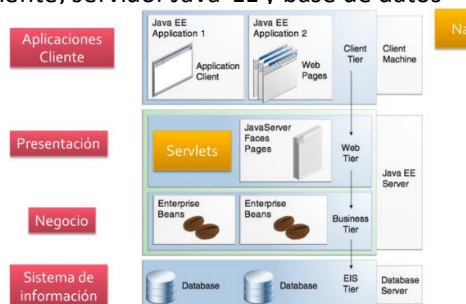 servidor Java EE y base de datos
Aplicaciones
Cliente
Java EE
Application 1
Application
Client
Java EE
Application 2
Web
Pages
Client
Tier
Client
Machine
Presentación
Servlets
JavaServer
Faces
Pages
Web
Tier
Java EE
Server
Negocio
Enterprise
Beans
Enterprise
Beans
Business
Tier
Sistema de
información
Database
Database
EIS
Tier
Database
Server